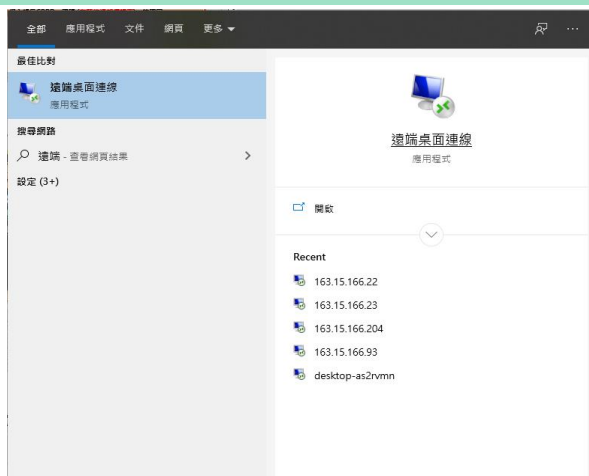 全部 應用程式 文件 網頁 更多
最佳比對
遠端桌面連線
應用程式
搜尋網路
遠端 - 查看網頁結果
設定 (3+)
遠端桌面連線
應用程式
開啟
Recent
163.15.166.22
163.15.166.23
163.15.166.204
163.15.166.93
desktop-as2rvmn